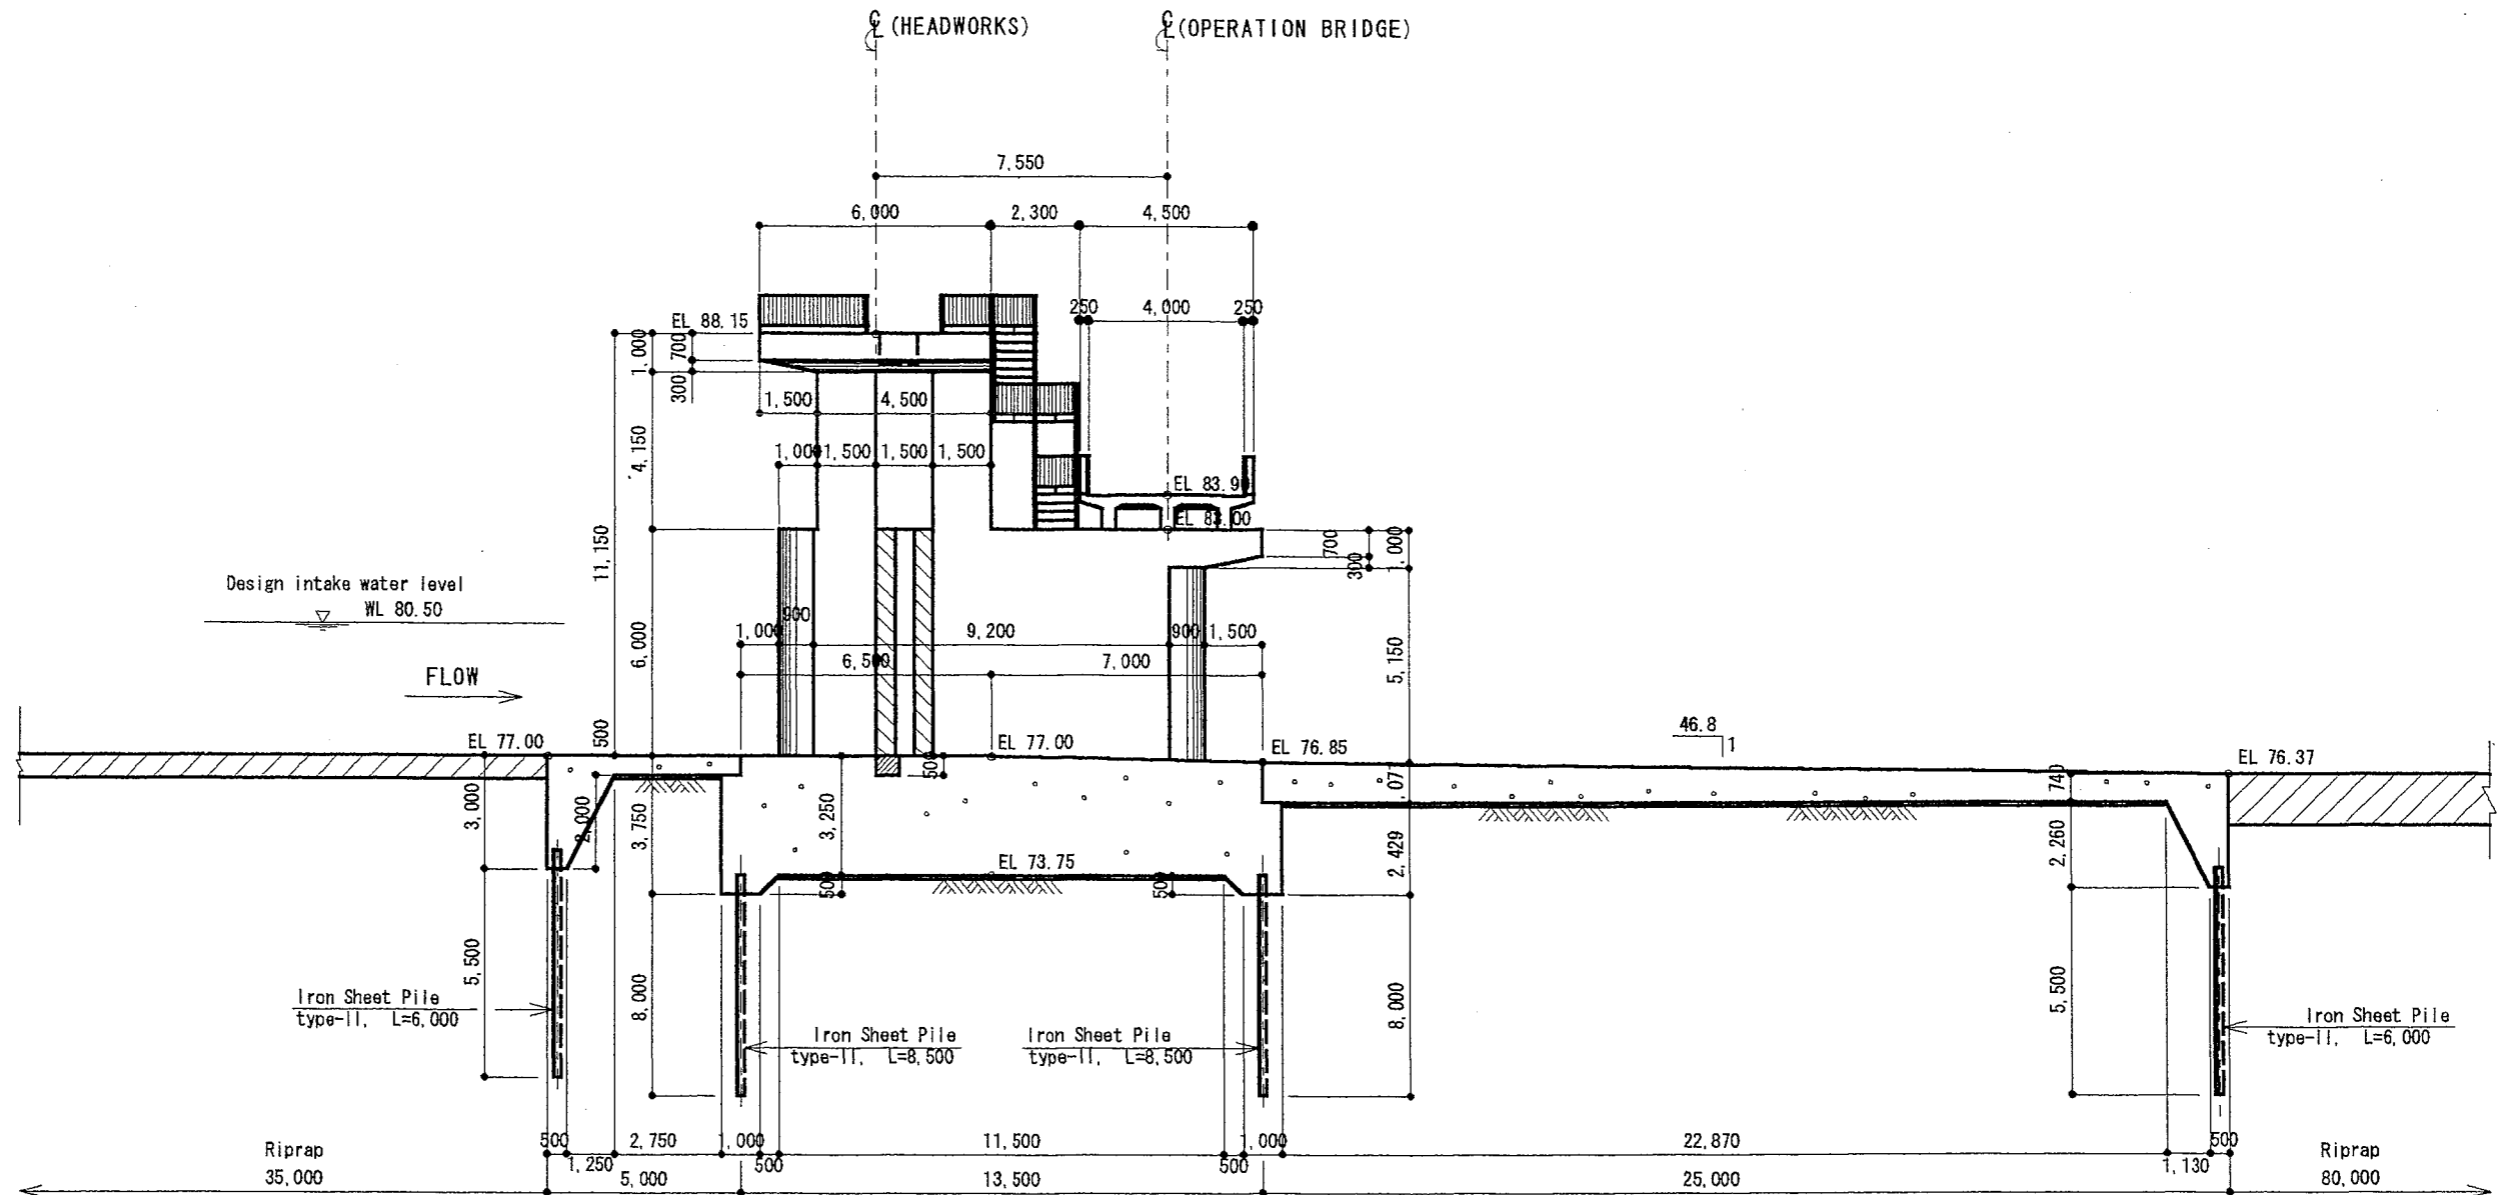 ℄ (HEADWORKS)
℄ (OPERATION BRIDGE)
7,550
6,000 2,300 4,500
250 4,000 250
EL 88.15
1,000
700
300
1,500 4,500
4,150
1,000 1,500 1,500 1,500
EL 83.90
EL 83.00
700
300
1,000
11,150
Design intake water level
WL 80.50
900
1,000 9,200 900 1,500
6,000
6,500 7,000
5,150
FLOW
500
46.8
1
EL 77.00
EL 77.00
EL 76.85
EL 76.37
500
740
3,000
2,000
3,750
3,250
2,429
2,260
EL 73.75
500
500
5,500
8,000
8,000
5,500
Iron Sheet Pile
type-II, L=6,000
Iron Sheet Pile
type-II, L=8,500
Iron Sheet Pile
type-II, L=8,500
Iron Sheet Pile
type-II, L=6,000
500 2,750 1,000 11,500 1,000 22,870 500
1,250 500 500 1,130
Riprap
35,000 5,000 13,500 25,000
Riprap
80,000